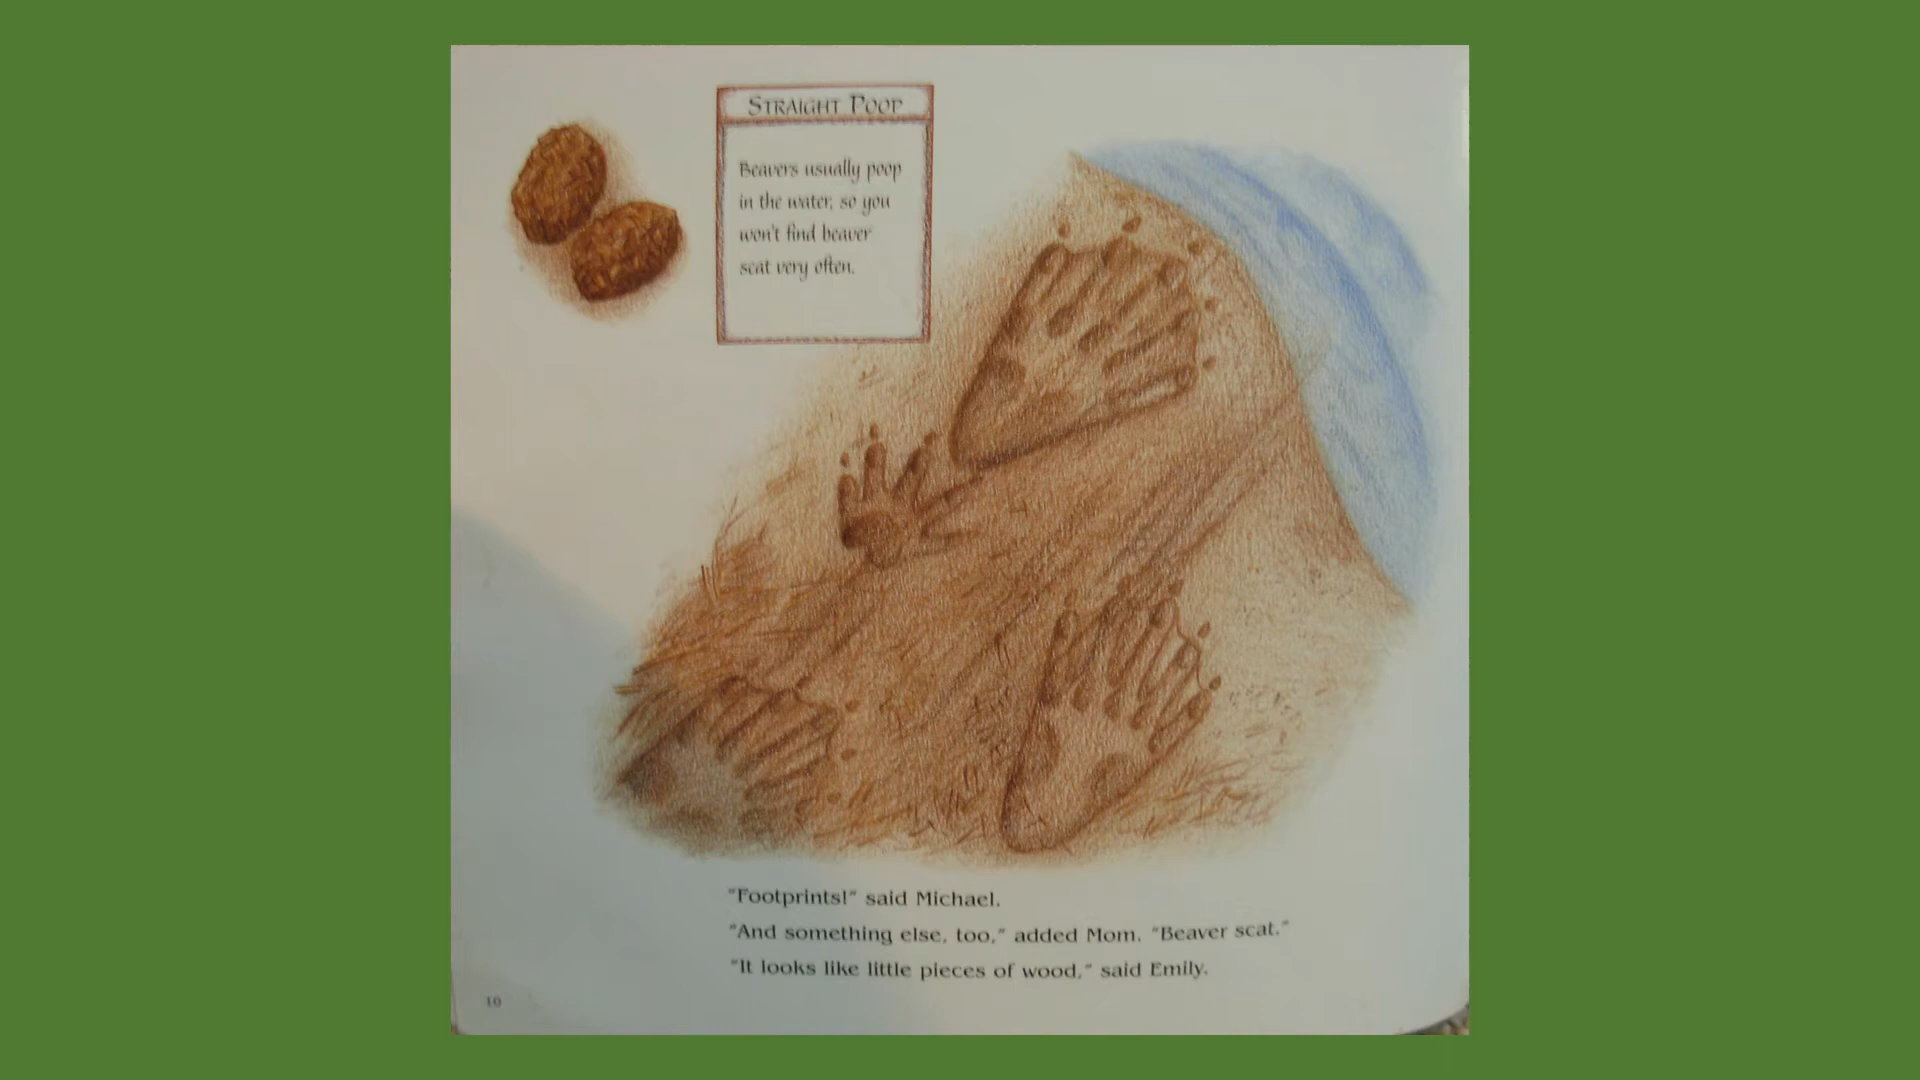 STRAIGHT POOP
Beavers usually poop
in the water, so you
won't find beaver
scat very often.
"Footprints!" said Michael.
"And something else, too," added Mom. "Beaver scat."
"It looks like little pieces of wood," said Emily.
10